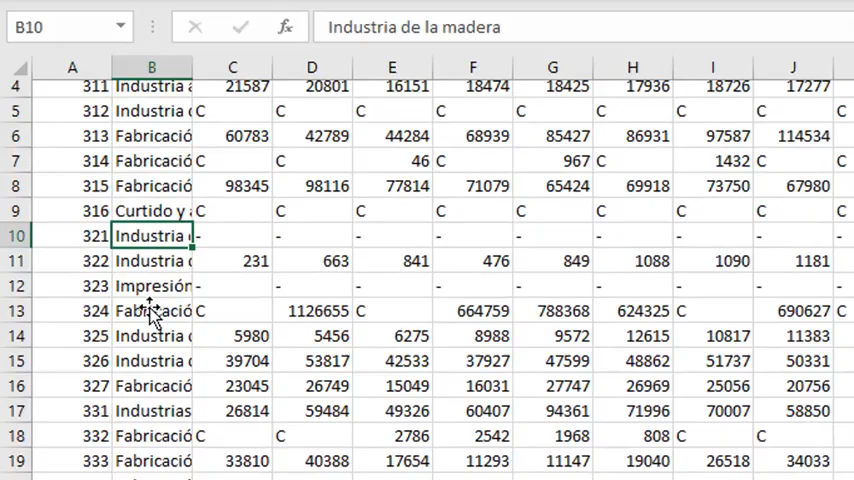 B10 fx Industria de la madera
A B C D E F G H I J
4 311 Industria a 21587 20801 16151 18474 18425 17936 18726 17277
5 312 Industria d C C C C C C C C C
6 313 Fabricació 60783 42789 44284 68939 85427 86931 97587 114534
7 314 Fabricació C C 46 C 967 C 1432 C C
8 315 Fabricació 98345 98116 77814 71079 65424 69918 73750 67980
9 316 Curtido y a C C C C C C C C C
10 321 Industria d - - - - - - - - -
11 322 Industria d 231 663 841 476 849 1088 1090 1181
12 323 Impresión - - - - - - - - -
13 324 Fabricació C 1126655 C 664759 788368 624325 C 690627 C
14 325 Industria d 5980 5456 6275 8988 9572 12615 10817 11383
15 326 Industria d 39704 53817 42533 37927 47599 48862 51737 50331
16 327 Fabricació 23045 26749 15049 16031 27747 26969 25056 20756
17 331 Industrias 26814 59484 49326 60407 94361 71996 70007 58850
18 332 Fabricació C C 2786 2542 1968 808 C C
19 333 Fabricació 33810 40388 17654 11293 11147 19040 26518 34033